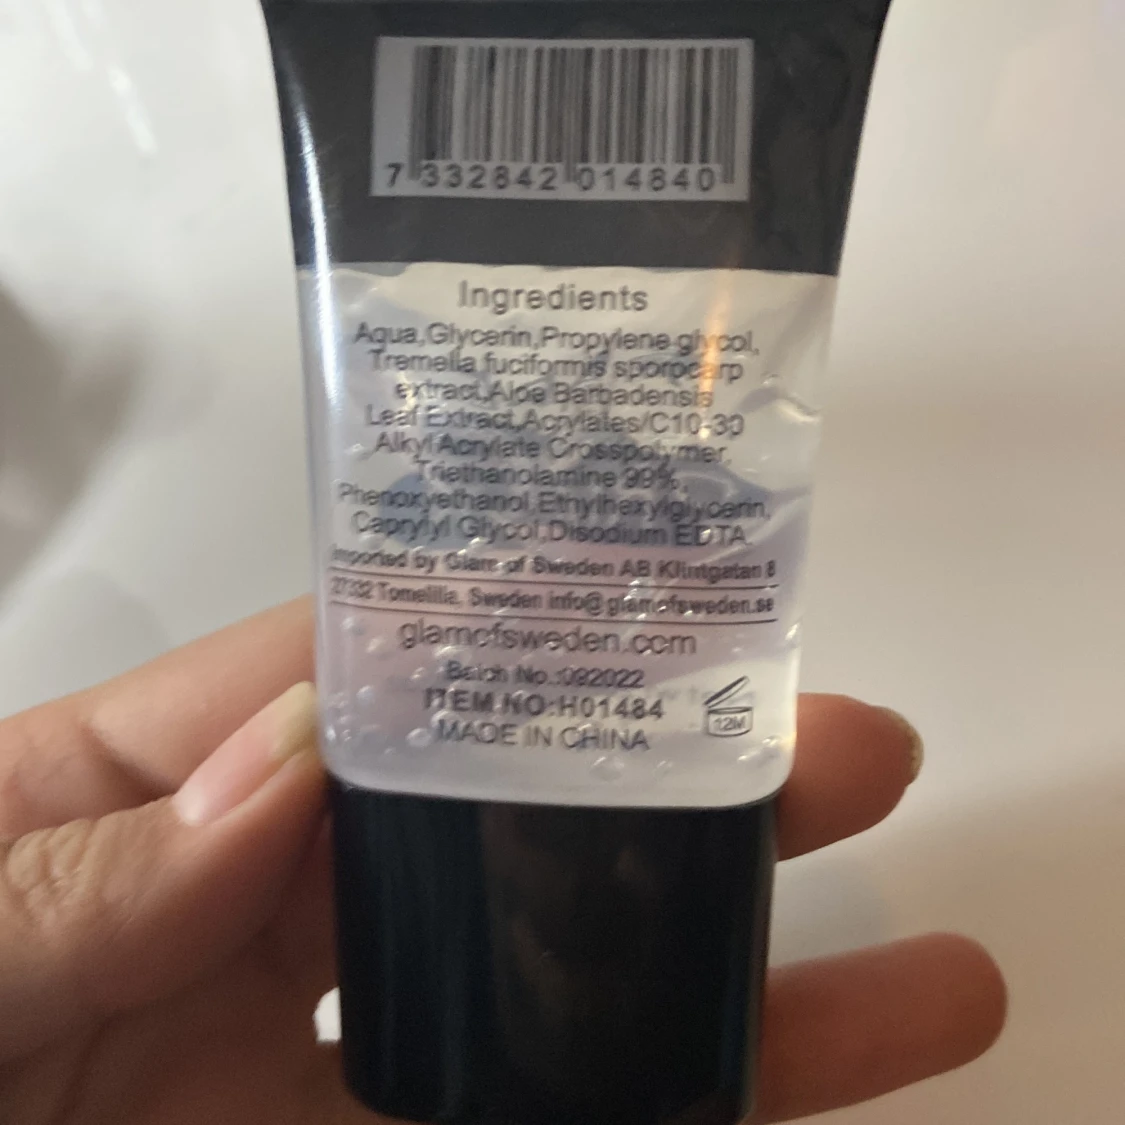 7 332842 014840
Ingredients
Aqua,Glycerin,Propylene glycol,
Tremella fuciformis sporocarp
extract,Aloe Barbadensis
Leaf Extract,Acrylates/C10-30
Alkyl Acrylate Crosspolymer,
Triethanolamine 99%,
Phenoxyethanol,Ethylhexylglycerin,
Caprylyl Glycol,Disodium EDTA.
Imported by Glam of Sweden AB Klintgatan 8
27332 Tomelilla, Sweden info@glamofsweden.se
glamofsweden.com
Batch No.:092022
ITEM NO:H01484
12M
MADE IN CHINA